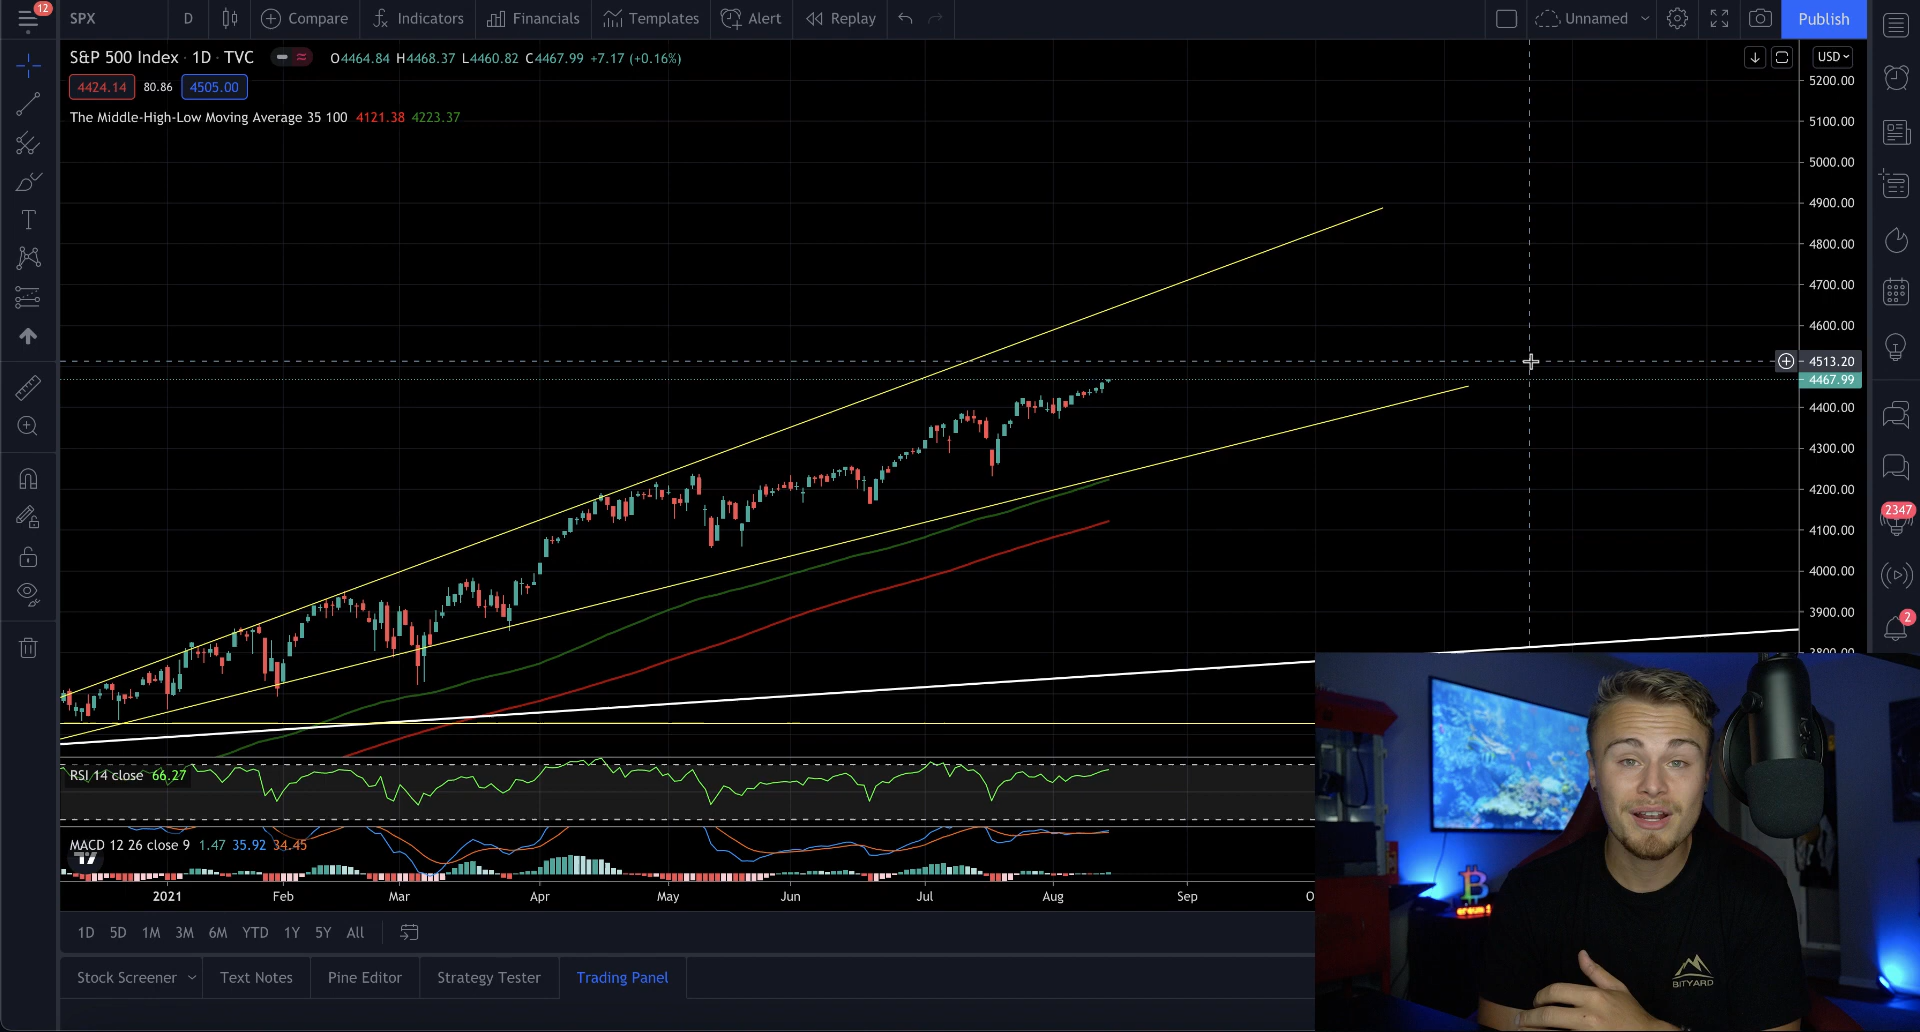 12
SPX
D
Compare
Indicators
Financials
Templates
Alert
Replay
Unnamed
Publish
S&P 500 Index · 1D · TVC
O4464.84 H4468.37 L4460.82 C4467.99 +7.17 (+0.16%)
USD
4424.14
80.86
4505.00
The Middle-High-Low Moving Average 35 100 4121.38 4223.37
5200.00
5100.00
5000.00
4900.00
4800.00
4700.00
4600.00
4513.20
4467.99
4400.00
4300.00
4200.00
4100.00
4000.00
3900.00
3800.00
2347
2
RSI 14 close 66.27
MACD 12 26 close 9 1.47 35.92 34.45
2021
Feb
Mar
Apr
May
Jun
Jul
Aug
Sep
O
1D
5D
1M
3M
6M
YTD
1Y
5Y
All
Stock Screener
Text Notes
Pine Editor
Strategy Tester
Trading Panel
BITYARD